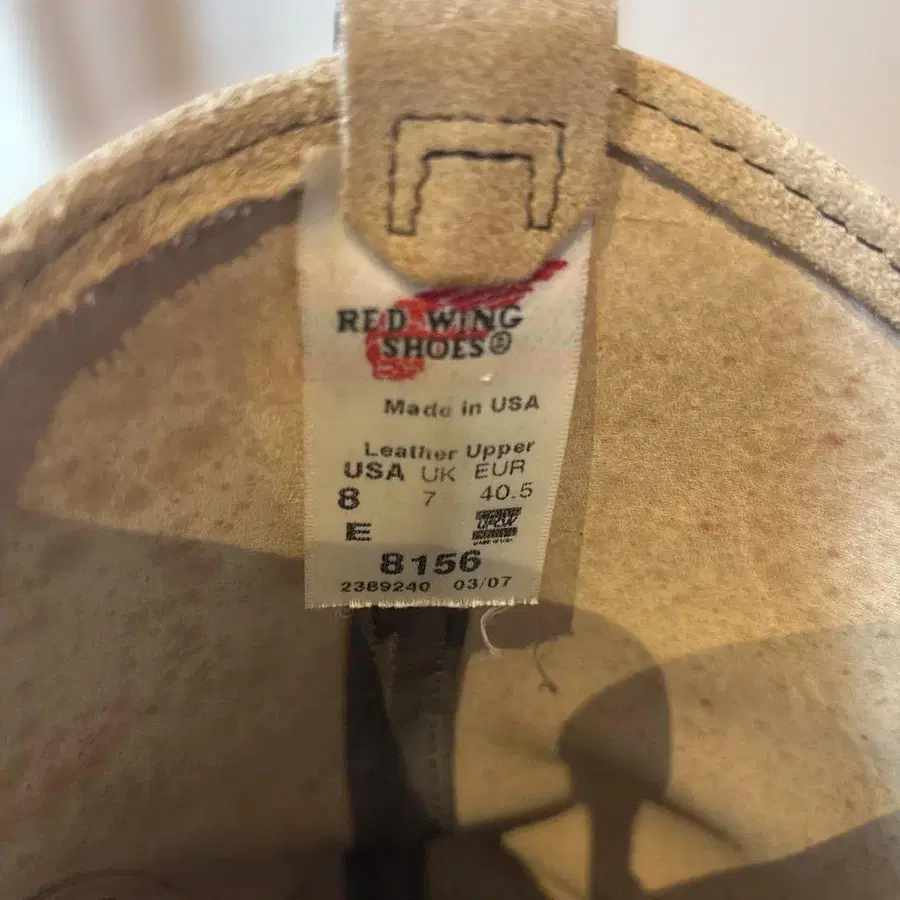 RED WING
SHOES®
Made in USA
Leather Upper
USA UK EUR
8 7 40.5
E UFCW
8156
2389240 03/07